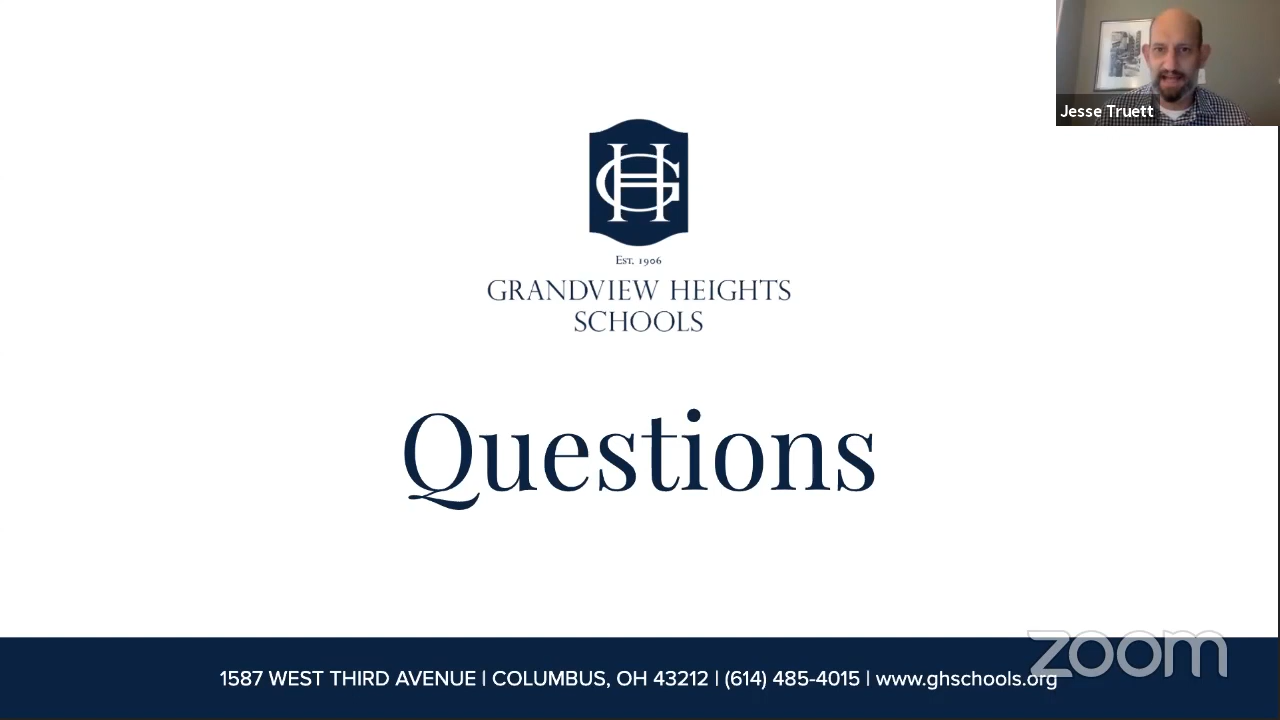 Jesse Truett
GH
EST. 1906
GRANDVIEW HEIGHTS
SCHOOLS
Questions
zoom
1587 WEST THIRD AVENUE | COLUMBUS, OH 43212 | (614) 485-4015 | www.ghschools.org